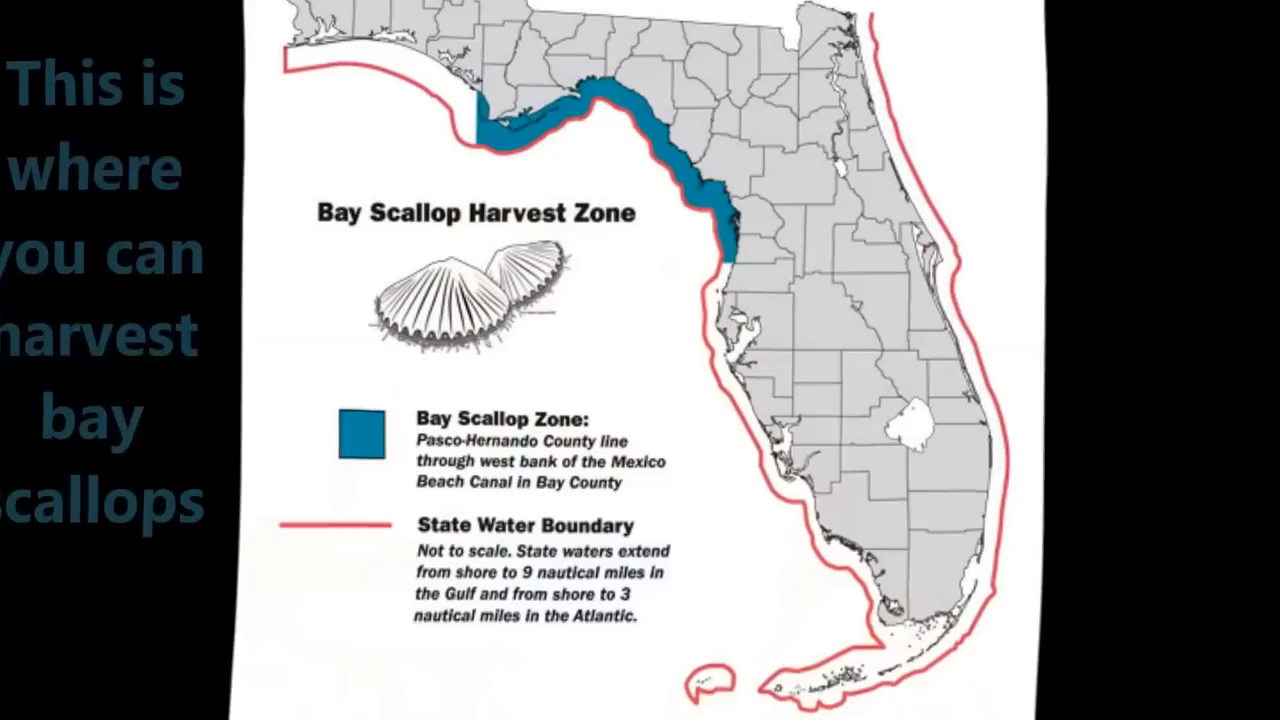 This is
where
you can
harvest
bay
scallops
Bay Scallop Harvest Zone
Bay Scallop Zone:
Pasco-Hernando County line
through west bank of the Mexico
Beach Canal in Bay County
State Water Boundary
Not to scale. State waters extend
from shore to 9 nautical miles in
the Gulf and from shore to 3
nautical miles in the Atlantic.